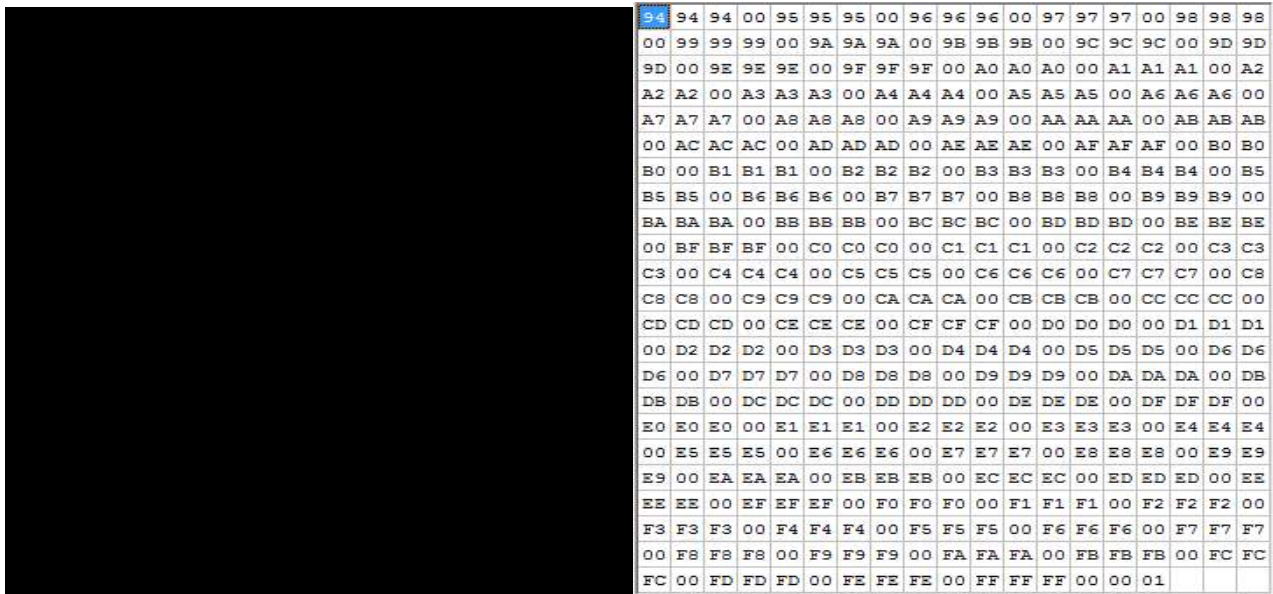 94 94 94 00 95 95 95 00 96 96 96 00 97 97 97 00 98 98 98
00 99 99 99 00 9A 9A 9A 00 9B 9B 9B 00 9C 9C 9C 00 9D 9D
9D 00 9E 9E 9E 00 9F 9F 9F 00 A0 A0 A0 00 A1 A1 A1 00 A2
A2 A2 00 A3 A3 A3 00 A4 A4 A4 00 A5 A5 A5 00 A6 A6 A6 00
A7 A7 A7 00 A8 A8 A8 00 A9 A9 A9 00 AA AA AA 00 AB AB AB
00 AC AC AC 00 AD AD AD 00 AE AE AE 00 AF AF AF 00 B0 B0
B0 00 B1 B1 B1 00 B2 B2 B2 00 B3 B3 B3 00 B4 B4 B4 00 B5
B5 B5 00 B6 B6 B6 00 B7 B7 B7 00 B8 B8 B8 00 B9 B9 B9 00
BA BA BA 00 BB BB BB 00 BC BC BC 00 BD BD BD 00 BE BE BE
00 BF BF BF 00 C0 C0 C0 00 C1 C1 C1 00 C2 C2 C2 00 C3 C3
C3 00 C4 C4 C4 00 C5 C5 C5 00 C6 C6 C6 00 C7 C7 C7 00 C8
C8 C8 00 C9 C9 C9 00 CA CA CA 00 CB CB CB 00 CC CC CC 00
CD CD CD 00 CE CE CE 00 CF CF CF 00 D0 D0 D0 00 D1 D1 D1
00 D2 D2 D2 00 D3 D3 D3 00 D4 D4 D4 00 D5 D5 D5 00 D6 D6
D6 00 D7 D7 D7 00 D8 D8 D8 00 D9 D9 D9 00 DA DA DA 00 DB
DB DB 00 DC DC DC 00 DD DD DD 00 DE DE DE 00 DF DF DF 00
E0 E0 E0 00 E1 E1 E1 00 E2 E2 E2 00 E3 E3 E3 00 E4 E4 E4
00 E5 E5 E5 00 E6 E6 E6 00 E7 E7 E7 00 E8 E8 E8 00 E9 E9
E9 00 EA EA EA 00 EB EB EB 00 EC EC EC 00 ED ED ED 00 EE
EE EE 00 EF EF EF 00 F0 F0 F0 00 F1 F1 F1 00 F2 F2 F2 00
F3 F3 F3 00 F4 F4 F4 00 F5 F5 F5 00 F6 F6 F6 00 F7 F7 F7
00 F8 F8 F8 00 F9 F9 F9 00 FA FA FA 00 FB FB FB 00 FC FC
FC 00 FD FD FD 00 FE FE FE 00 FF FF FF 00 00 01